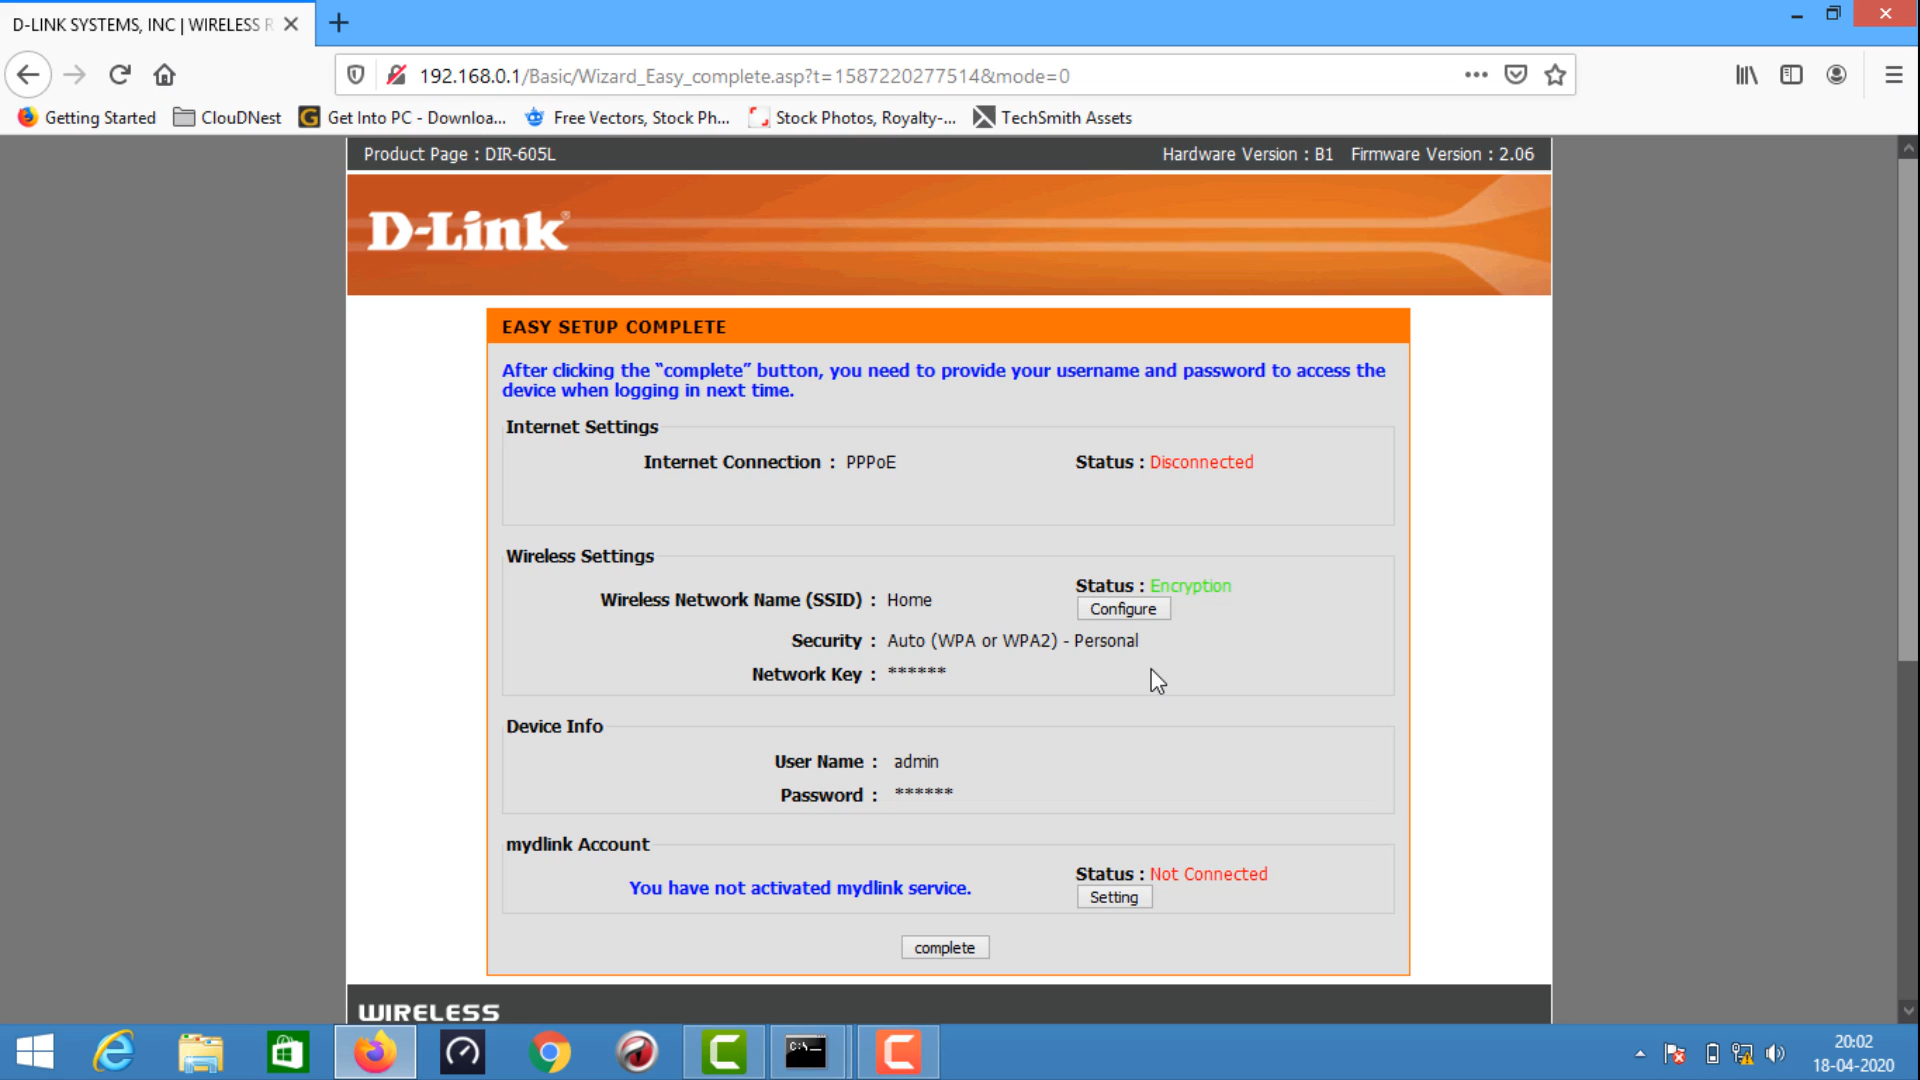 D-LINK SYSTEMS, INC | WIRELESS R
192.168.0.1/Basic/Wizard_Easy_complete.asp?t=1587220277514&mode=0
Getting Started
ClouDNest
Get Into PC - Downloa...
Free Vectors, Stock Ph...
Stock Photos, Royalty-...
TechSmith Assets
Product Page : DIR-605L
Hardware Version : B1 Firmware Version : 2.06
D-Link
EASY SETUP COMPLETE
After clicking the “complete” button, you need to provide your username and password to access the
device when logging in next time.
Internet Settings
Internet Connection : PPPoE
Status : Disconnected
Wireless Settings
Status : Encryption
Wireless Network Name (SSID) : Home
Configure
Security : Auto (WPA or WPA2) - Personal
Network Key : ******
Device Info
User Name : admin
Password : ******
mydlink Account
Status : Not Connected
You have not activated mydlink service.
Setting
complete
WIRELESS
C:\—
20:02
18-04-2020